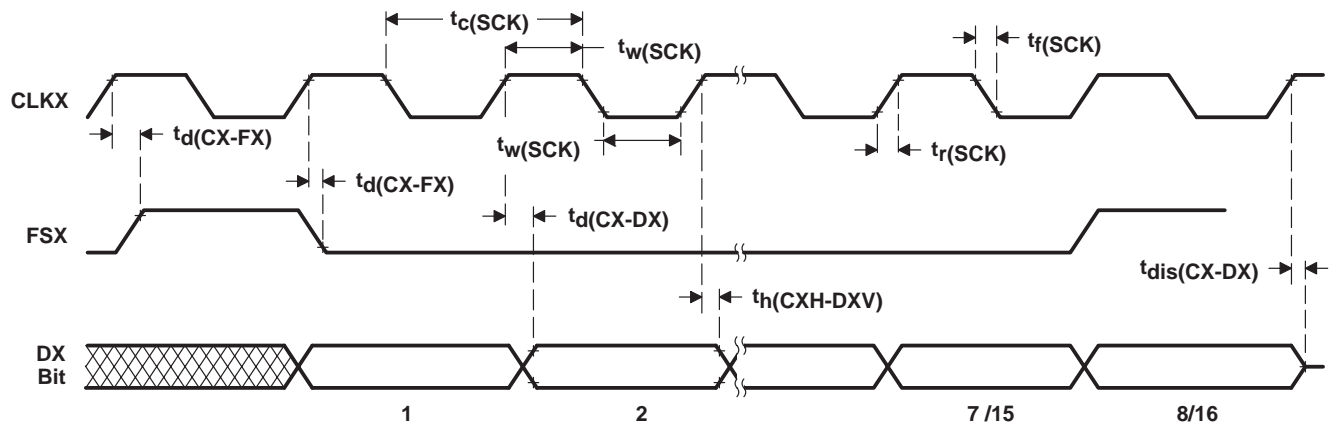 tc(SCK)
tw(SCK)
tf(SCK)
CLKX
td(CX-FX)
tw(SCK)
tr(SCK)
td(CX-FX)
td(CX-DX)
FSX
tdis(CX-DX)
th(CXH-DXV)
DX
Bit
1 2 7 /15 8/16